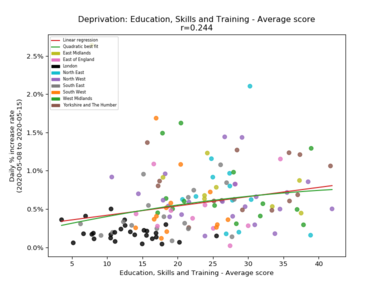 Deprivation: Education, Skills and Training - Average score
r=0.244
Linear regression
Quadratic best fit
East Midlands
East of England
London
North East
North West
South East
South West
West Midlands
Yorkshire and The Humber
Daily % increase rate
(2020-05-08 to 2020-05-15)
2.5%
2.0%
1.5%
1.0%
0.5%
0.0%
5 10 15 20 25 30 35 40
Education, Skills and Training - Average score